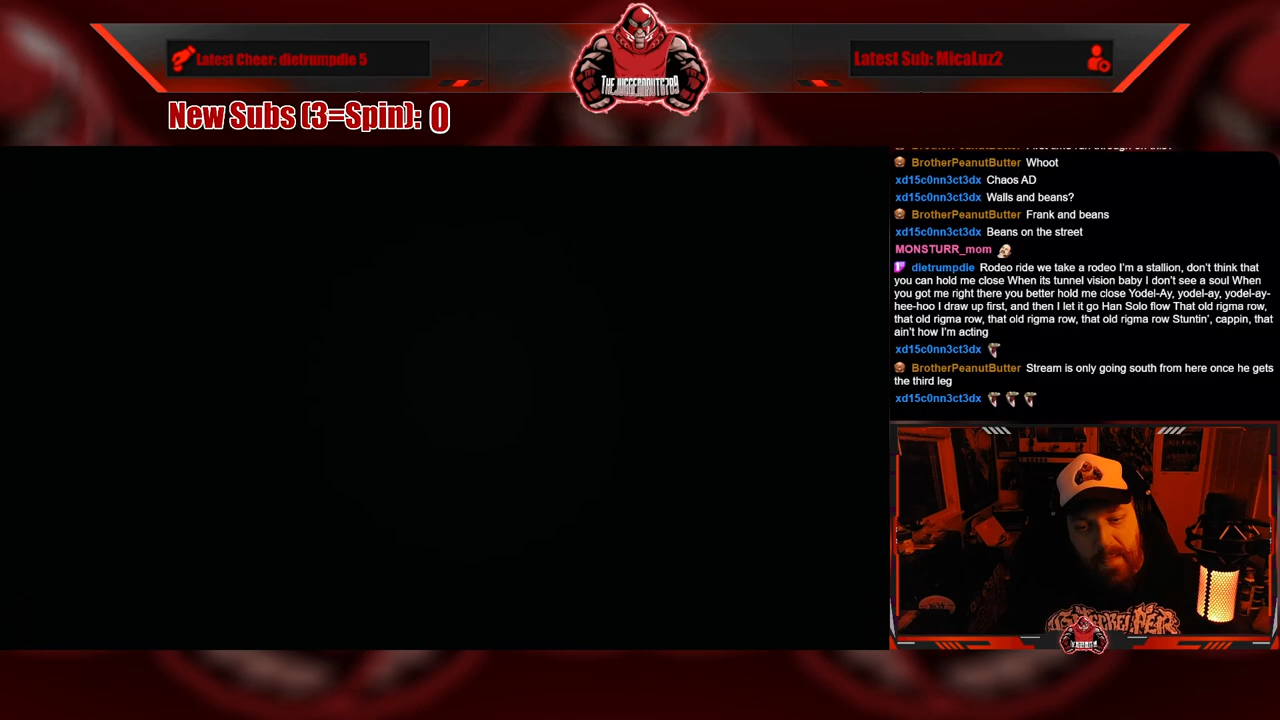 Latest Cheer: dietrumpdie 5
THEJUGGERNAUT6789
Latest Sub: MicaLuz2
New Subs (3=Spin): 0
BrotherPeanutButter Whoot
xd15c0nn3ct3dx Chaos AD
xd15c0nn3ct3dx Walls and beans?
BrotherPeanutButter Frank and beans
xd15c0nn3ct3dx Beans on the street
MONSTURR_mom
dietrumpdie Rodeo ride we take a rodeo I'm a stallion, don't think that
you can hold me close When its tunnel vision baby I don't see a soul When
you got me right there you better hold me close Yodel-Ay, yodel-ay, yodel-ay-
hee-hoo I draw up first, and then I let it go Han Solo flow That old rigma row,
that old rigma row, that old rigma row, that old rigma row Stuntin', cappin, that
ain't how I'm acting
xd15c0nn3ct3dx
BrotherPeanutButter Stream is only going south from here once he gets
the third leg
xd15c0nn3ct3dx